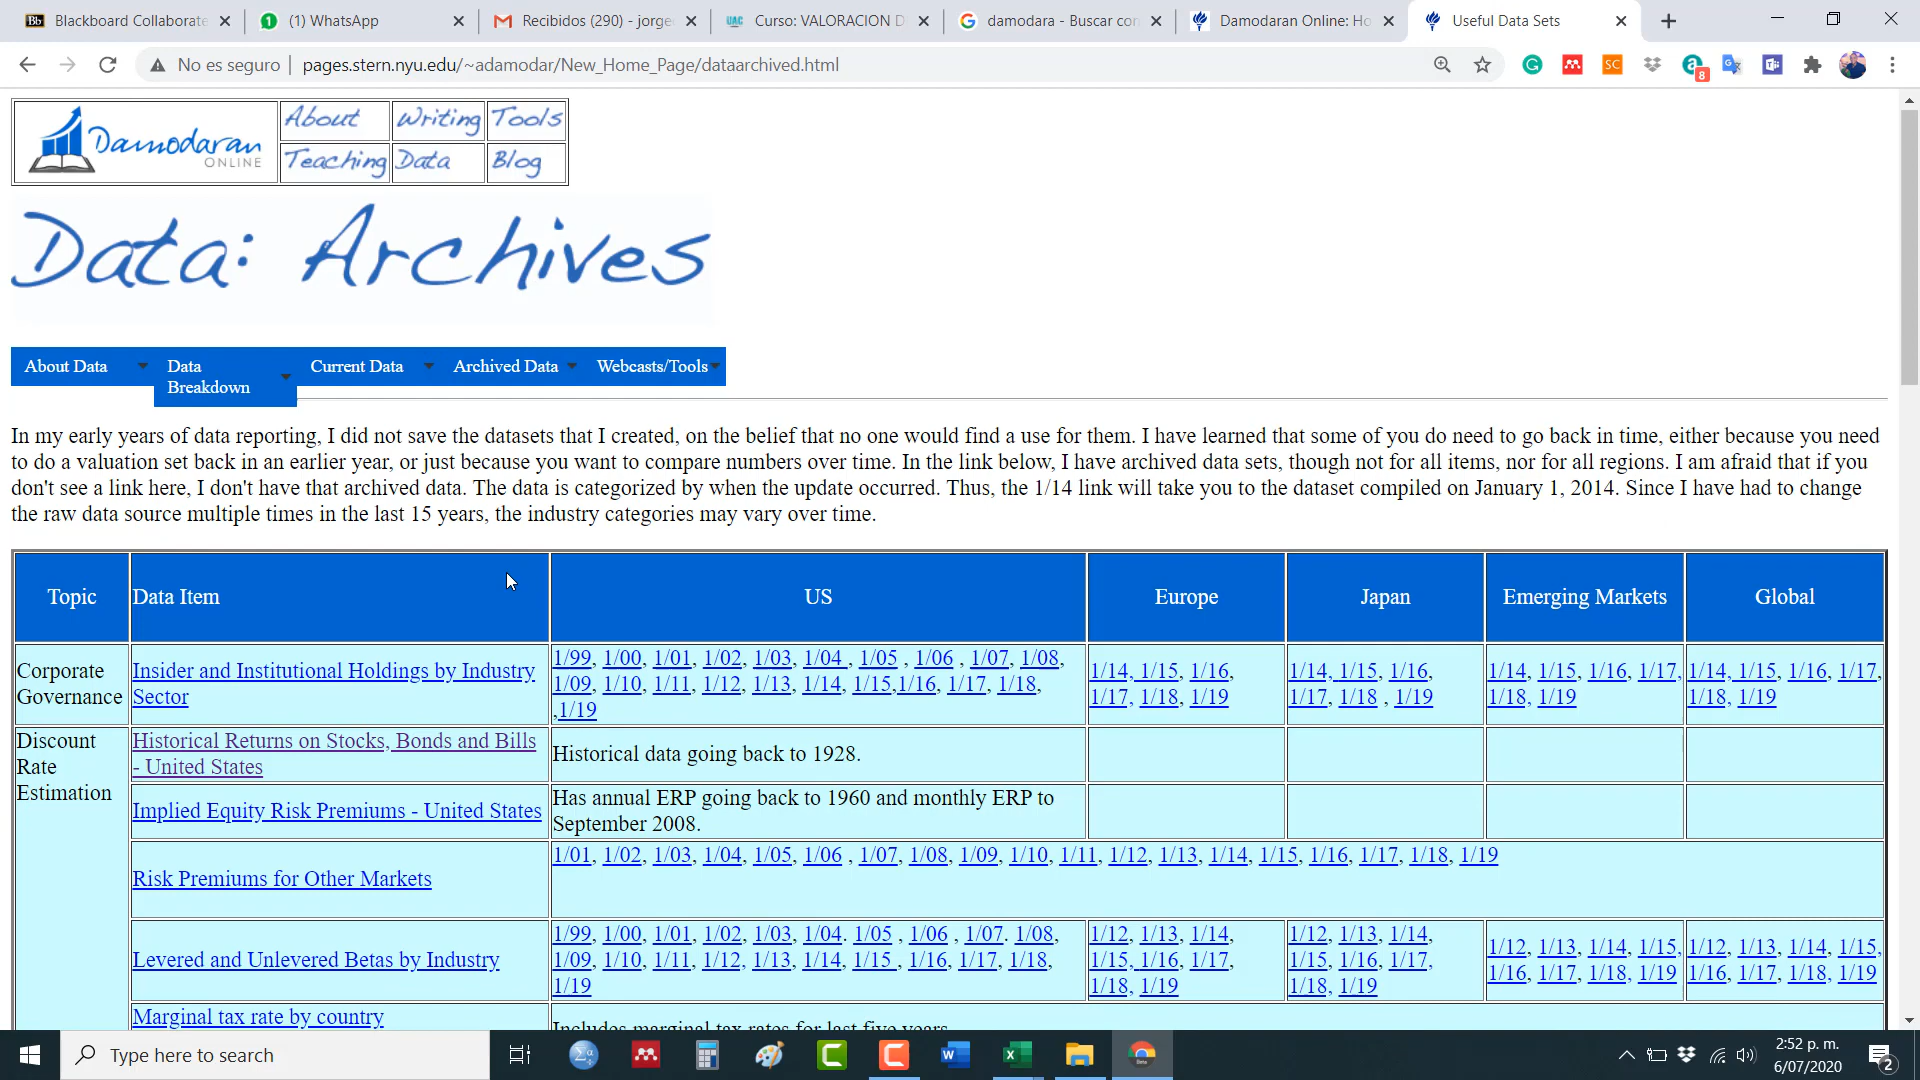 Blackboard Collaborate
(1) WhatsApp
Recibidos (290) - jorge
Curso: VALORACION D
damodara - Buscar con
Damodaran Online: Ho
Useful Data Sets
No es seguro | pages.stern.nyu.edu/~adamodar/New_Home_Page/dataarchived.html
8
Damodaran
ONLINE
About Writing Tools
Teaching Data Blog
Data: Archives
About Data
Data Breakdown
Current Data
Archived Data
Webcasts/Tools
In my early years of data reporting, I did not save the datasets that I created, on the belief that no one would find a use for them. I have learned that some of you do need to go back in time, either because you need
to do a valuation set back in an earlier year, or just because you want to compare numbers over time. In the link below, I have archived data sets, though not for all items, nor for all regions. I am afraid that if you
don't see a link here, I don't have that archived data. The data is categorized by when the update occurred. Thus, the 1/14 link will take you to the dataset compiled on January 1, 2014. Since I have had to change
the raw data source multiple times in the last 15 years, the industry categories may vary over time.
Topic Data Item US Europe Japan Emerging Markets Global
Corporate
Governance
Insider and Institutional Holdings by Industry
Sector
1/99, 1/00, 1/01, 1/02, 1/03, 1/04 , 1/05 , 1/06 , 1/07, 1/08,
1/09, 1/10, 1/11, 1/12, 1/13, 1/14, 1/15,1/16, 1/17, 1/18,
,1/19
1/14, 1/15, 1/16,
1/17, 1/18, 1/19
1/14, 1/15, 1/16,
1/17, 1/18 , 1/19
1/14, 1/15, 1/16, 1/17,
1/18, 1/19
1/14, 1/15, 1/16, 1/17,
1/18, 1/19
Discount
Rate
Estimation
Historical Returns on Stocks, Bonds and Bills
- United States
Historical data going back to 1928.
Implied Equity Risk Premiums - United States
Has annual ERP going back to 1960 and monthly ERP to
September 2008.
Risk Premiums for Other Markets
1/01, 1/02, 1/03, 1/04, 1/05, 1/06 , 1/07, 1/08, 1/09, 1/10, 1/11, 1/12, 1/13, 1/14, 1/15, 1/16, 1/17, 1/18, 1/19
Levered and Unlevered Betas by Industry
1/99, 1/00, 1/01, 1/02, 1/03, 1/04. 1/05 , 1/06 , 1/07. 1/08,
1/09, 1/10, 1/11, 1/12, 1/13, 1/14, 1/15 , 1/16, 1/17, 1/18,
1/19
1/12, 1/13, 1/14,
1/15, 1/16, 1/17,
1/18, 1/19
1/12, 1/13, 1/14,
1/15, 1/16, 1/17,
1/18, 1/19
1/12, 1/13, 1/14, 1/15,
1/16, 1/17, 1/18, 1/19
1/12, 1/13, 1/14, 1/15,
1/16, 1/17, 1/18, 1/19
Marginal tax rate by country
Includes marginal tax rates for last five years
Type here to search
2:52 p. m.
6/07/2020
2